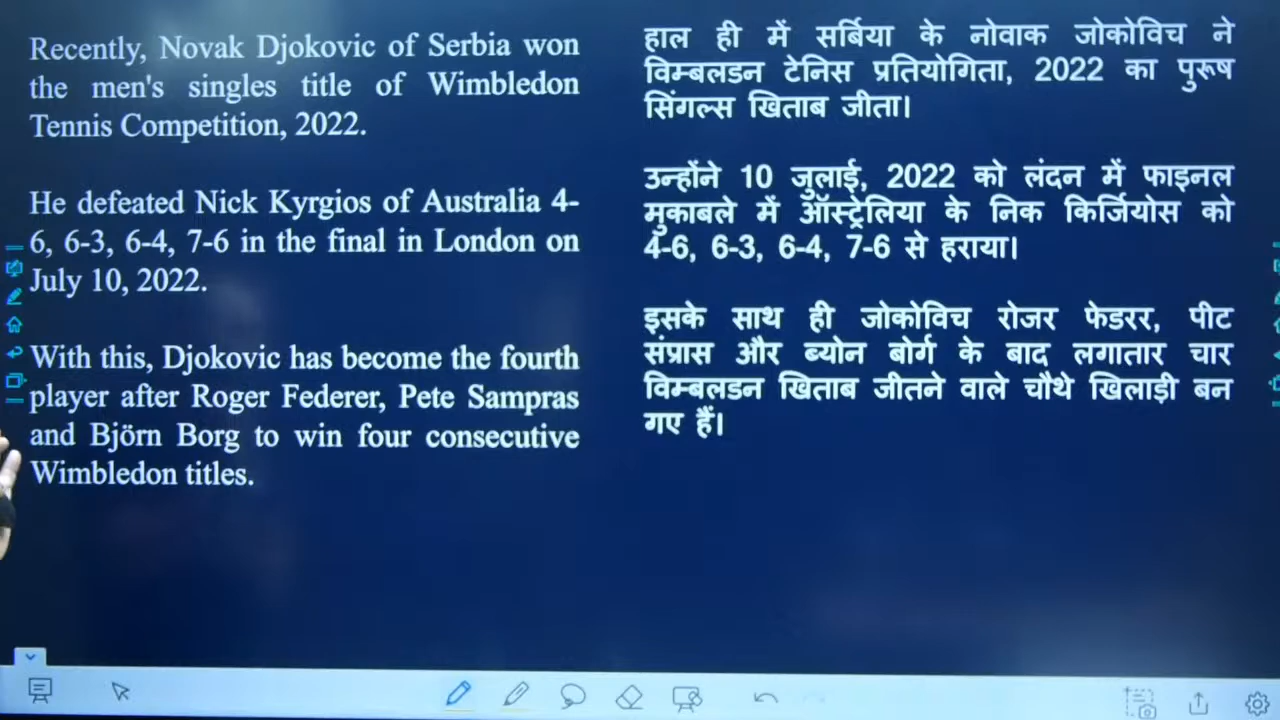 Recently, Novak Djokovic of Serbia won
the men's singles title of Wimbledon
Tennis Competition, 2022.
He defeated Nick Kyrgios of Australia 4-
6, 6-3, 6-4, 7-6 in the final in London on
July 10, 2022.
With this, Djokovic has become the fourth
player after Roger Federer, Pete Sampras
and Björn Borg to win four consecutive
Wimbledon titles.
हाल ही में सर्बिया के नोवाक जोकोविच ने
विम्बलडन टेनिस प्रतियोगिता, 2022 का पुरूष
सिंगल्स खिताब जीता।
उन्होंने 10 जुलाई, 2022 को लंदन में फाइनल
मुकाबले में ऑस्ट्रेलिया के निक किर्जियोस को
4-6, 6-3, 6-4, 7-6 से हराया।
इसके साथ ही जोकोविच रोजर फेडरर, पीट
संप्रास और ब्योन बोर्ग के बाद लगातार चार
विम्बलडन खिताब जीतने वाले चौथे खिलाड़ी बन
गए हैं।